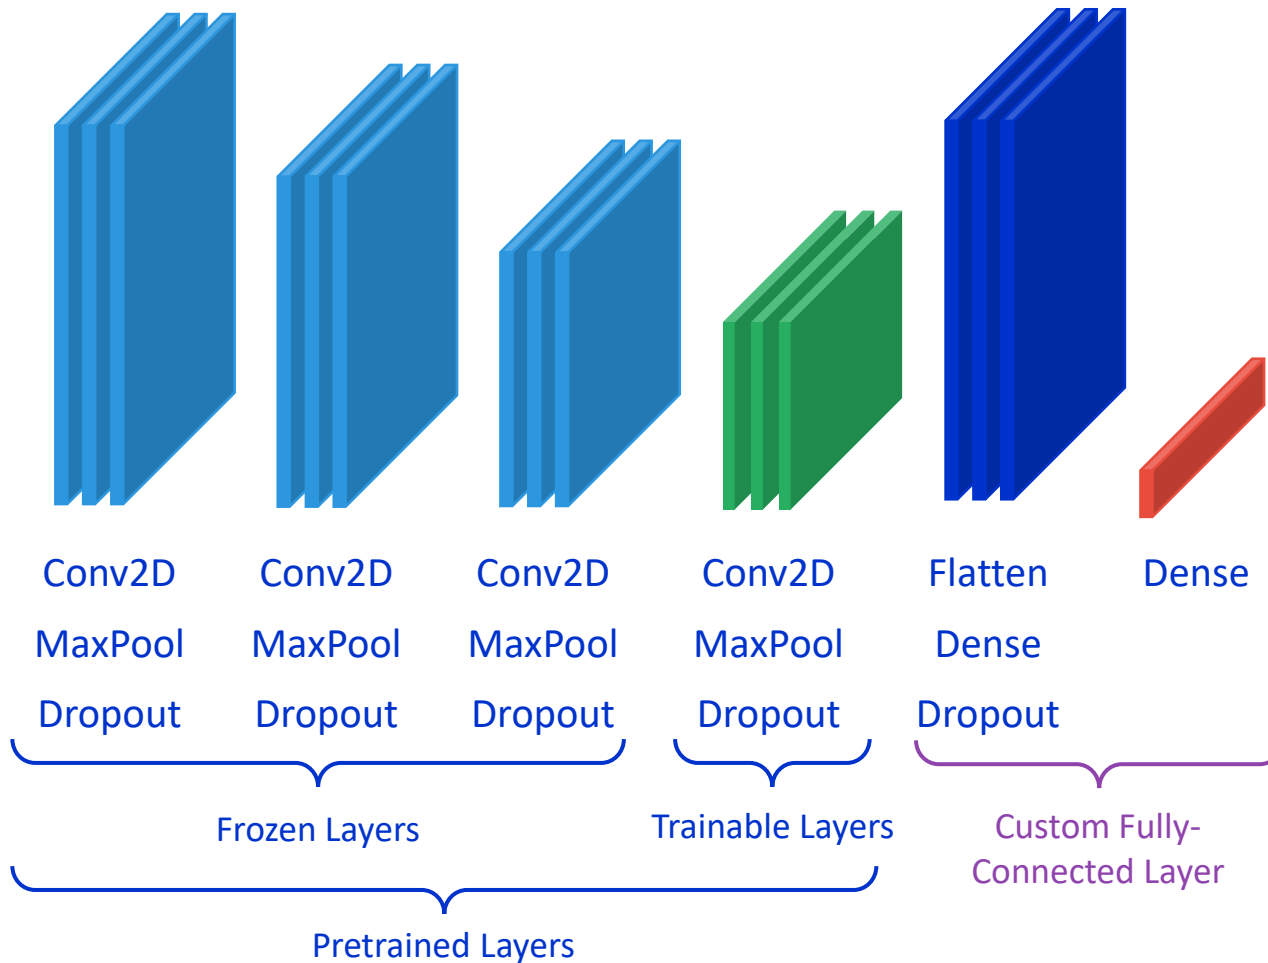 Conv2D Conv2D Conv2D Conv2D Flatten Dense
MaxPool MaxPool MaxPool MaxPool Dense
Dropout Dropout Dropout Dropout Dropout
Frozen Layers
Trainable Layers
Custom Fully-
Connected Layer
Pretrained Layers